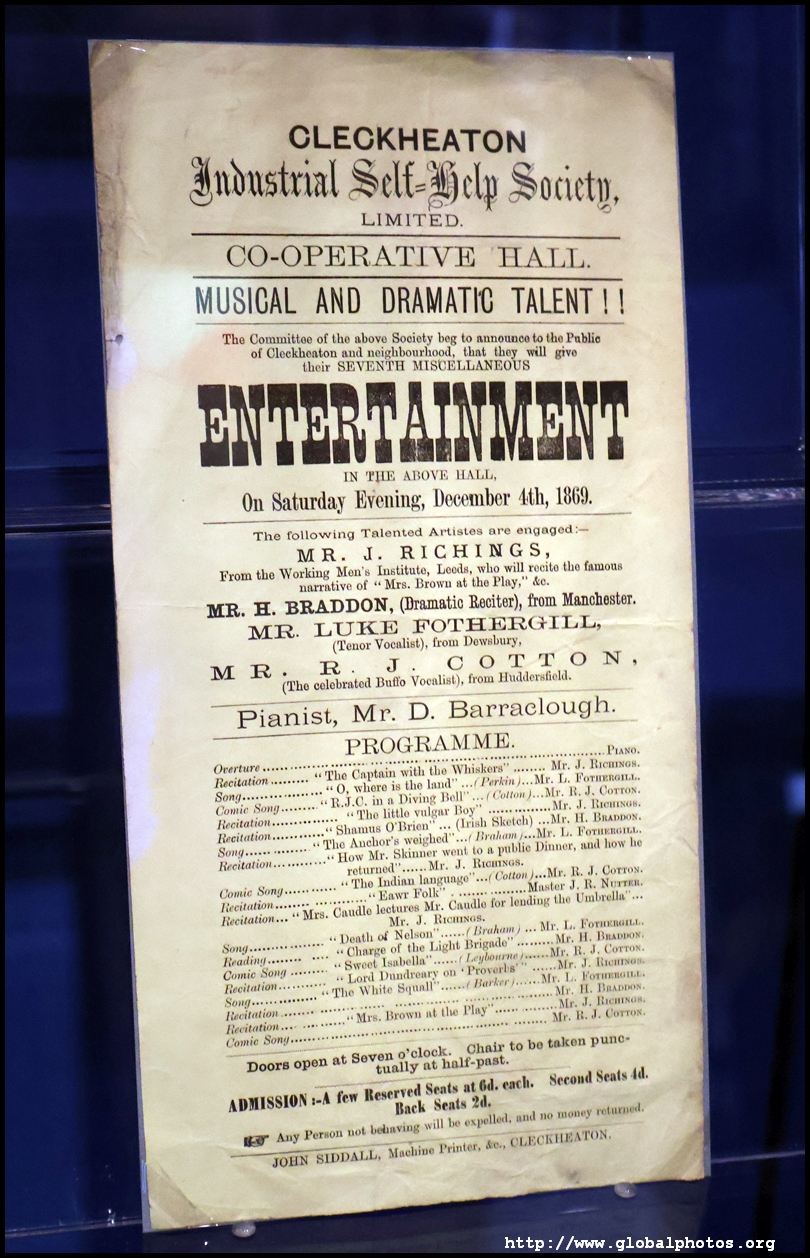 CLECKHEATON
Industrial Self-Help Society,
LIMITED.
CO-OPERATIVE HALL.
MUSICAL AND DRAMATIC TALENT!!
The Committee of the above Society beg to announce to the Public
of Cleckheaton and neighbourhood, that they will give
their SEVENTH MISCELLANEOUS
ENTERTAINMENT
IN THE ABOVE HALL,
On Saturday Evening, December 4th, 1869.
The following Talented Artistes are engaged:—
MR. J. RICHINGS,
From the Working Men's Institute, Leeds, who will recite the famous
narrative of "Mrs. Brown at the Play," &c.
MR. H. BRADDON, (Dramatic Reciter), from Manchester.
MR. LUKE FOTHERGILL,
(Tenor Vocalist), from Dewsbury,
MR. R. J. COTTON,
(The celebrated Buffo Vocalist), from Huddersfield.
Pianist, Mr. D. Barraclough.
PROGRAMME.
Overture ........ PIANO.
Recitation ........ "The Captain with the Whiskers" ........ Mr. J. RICHINGS.
Song ........ "O, where is the land" ...(Perkin)...Mr. L. FOTHERGILL.
Comic Song ........ "R.J.C. in a Diving Bell" ...(Cotton)...Mr. R. J. COTTON.
Recitation ........ "The little vulgar Boy" ........ Mr. J. RICHINGS.
Recitation ........ "Shamus O'Brien" ... (Irish Sketch) ...Mr. H. BRADDON.
Song ........ "The Anchor's weighed"...(Braham)...Mr. L. FOTHERGILL.
Recitation ........ "How Mr. Skinner went to a public Dinner, and how he
returned"......Mr. J. RICHINGS.
Comic Song ........ "The Indian language"...(Cotton)...Mr. R. J. COTTON.
Recitation ........ "Eawr Folk" ........ Master J. R. NUTTER.
Recitation... "Mrs. Caudle lectures Mr. Caudle for lending the Umbrella"...
Mr. J. RICHINGS.
Song ........ "Death of Nelson"......(Braham) ... Mr. L. FOTHERGILL.
Reading ........ "Charge of the Light Brigade" ........ Mr. H. BRADDON.
Comic Song ........ "Sweet Isabella"......(Leybourne)......Mr. R. J. COTTON.
Recitation ........ "Lord Dundreary on 'Proverbs'" ......Mr. J. RICHINGS.
Song ........ "The White Squall"......(Barker)......Mr. L. FOTHERGILL.
Recitation ........ Mr. H. BRADDON.
Recitation ........ "Mrs. Brown at the Play" ........ Mr. J. RICHINGS.
Comic Song ........ Mr. R. J. COTTON.
Doors open at Seven o'clock. Chair to be taken punc-
tually at half-past.
ADMISSION:-A few Reserved Seats at 6d. each. Second Seats 4d.
Back Seats 2d.
☞ Any Person not behaving will be expelled, and no money returned.
JOHN SIDDALL, Machine Printer, &c., CLECKHEATON.
http://www.globalphotos.org